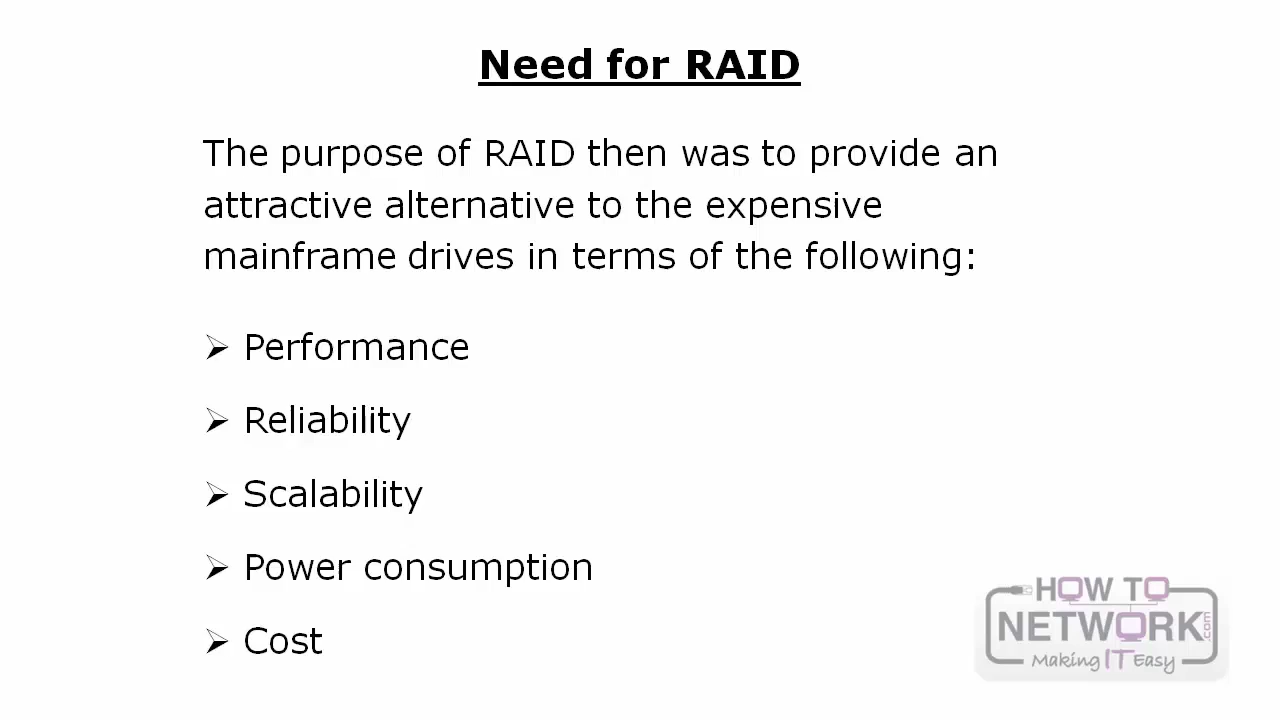 Need for RAID
The purpose of RAID then was to provide an
attractive alternative to the expensive
mainframe drives in terms of the following:
➢ Performance
➢ Reliability
➢ Scalability
➢ Power consumption
➢ Cost
HOW TO
NETWORK.com
Making IT Easy